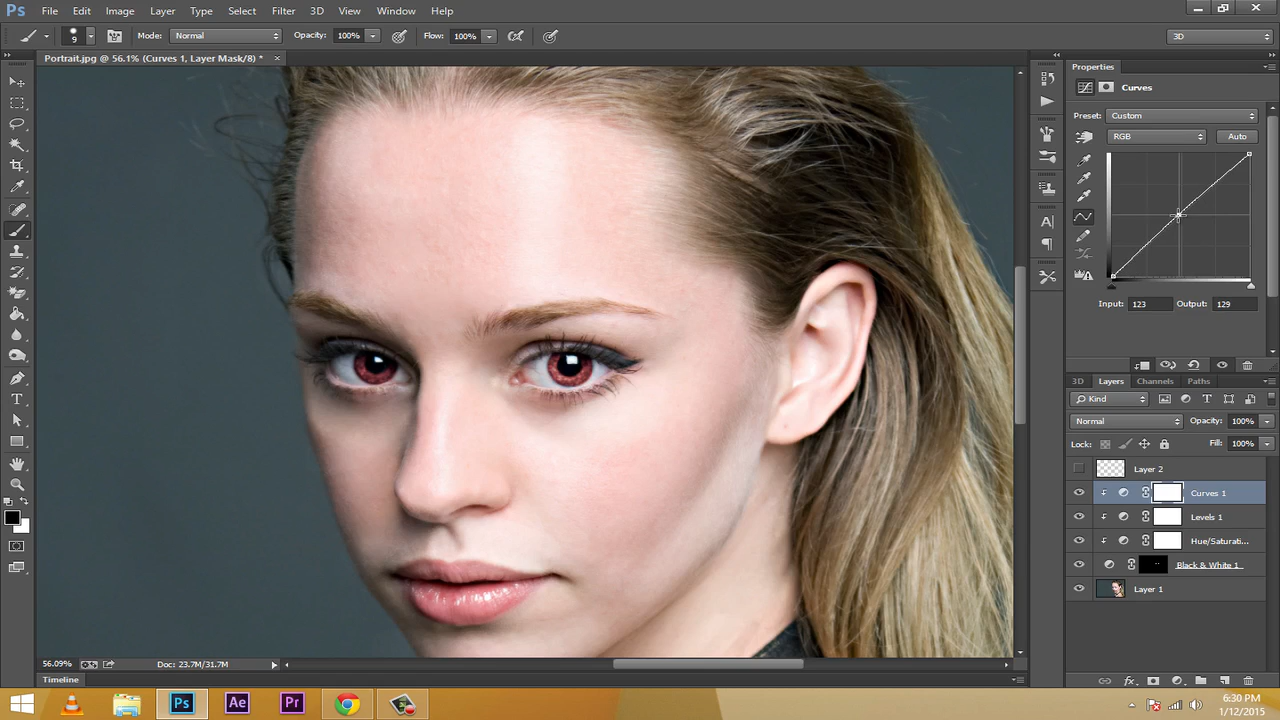 Ps File Edit Image Layer Type Select Filter 3D View Window Help
9 Mode: Normal Opacity: 100% Flow: 100% 3D
Portrait.jpg @ 56.1% (Curves 1, Layer Mask/8) * ×
Properties
Curves
Preset: Custom
RGB Auto
Input: 123 Output: 129
3D Layers Channels Paths
Kind
Normal Opacity: 100%
Lock: Fill: 100%
Layer 2
Curves 1
Levels 1
Hue/Saturati...
Black & White 1
Layer 1
56.09% Doc: 23.7M/31.7M
Timeline
Ps Ae Pr
6:30 PM
1/12/2015